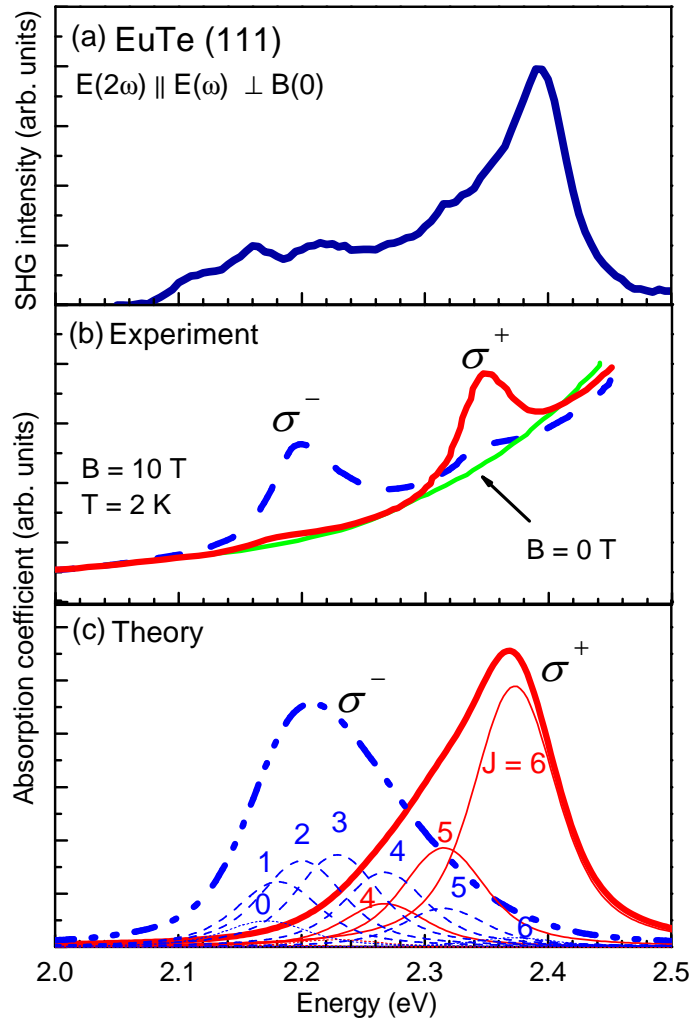 (a) EuTe (111)
E(2ω) || E(ω) ⊥ B(0)
SHG intensity (arb. units)
(b) Experiment
σ⁺
σ⁻
B = 10 T
T = 2 K
B = 0 T
Absorption coefficient (arb. units)
(c) Theory
σ⁻
σ⁺
J = 6
0
1
2
3
4
5
6
4
5
2.0 2.1 2.2 2.3 2.4 2.5
Energy (eV)